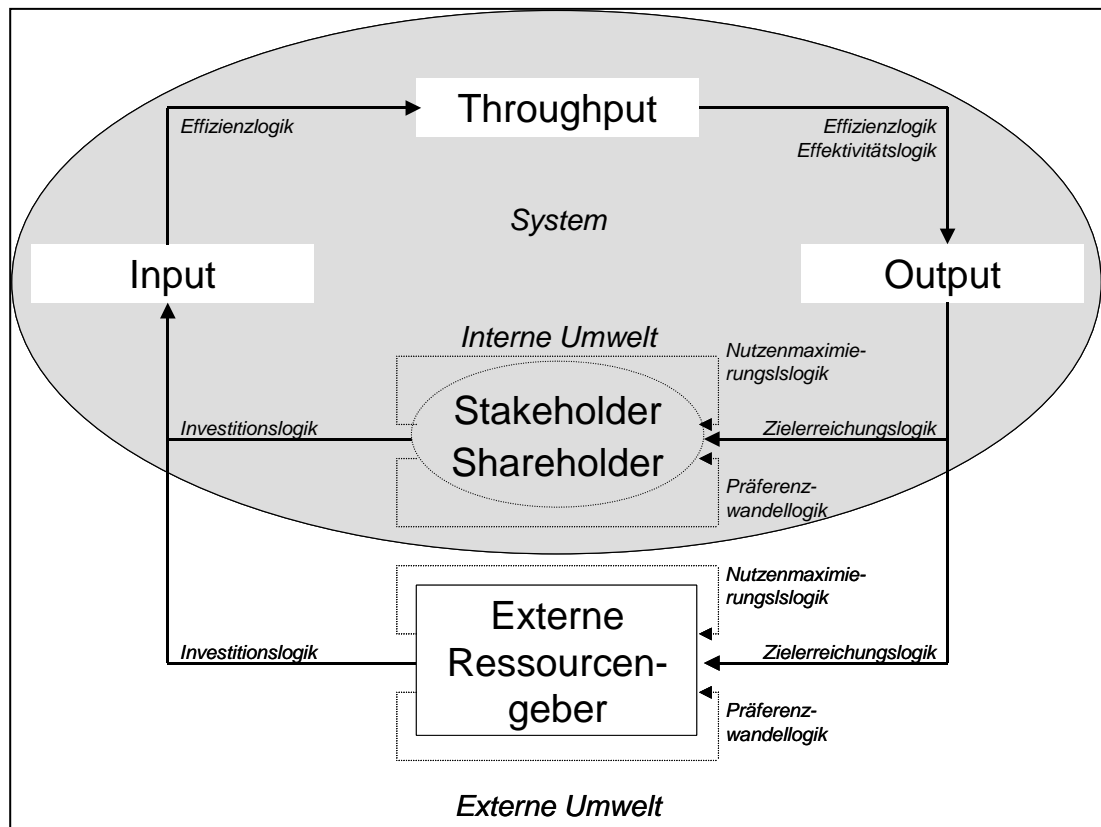 Throughput
Effizienzlogik
Effizienzlogik
Effektivitätslogik
System
Input
Output
Interne Umwelt
Nutzenmaximie-
rungslslogik
Stakeholder
Shareholder
Investitionslogik
Zielerreichungslogik
Präferenz-
wandellogik
Nutzenmaximie-
rungslslogik
Externe
Ressourcen-
geber
Investitionslogik
Zielerreichungslogik
Präferenz-
wandellogik
Externe Umwelt